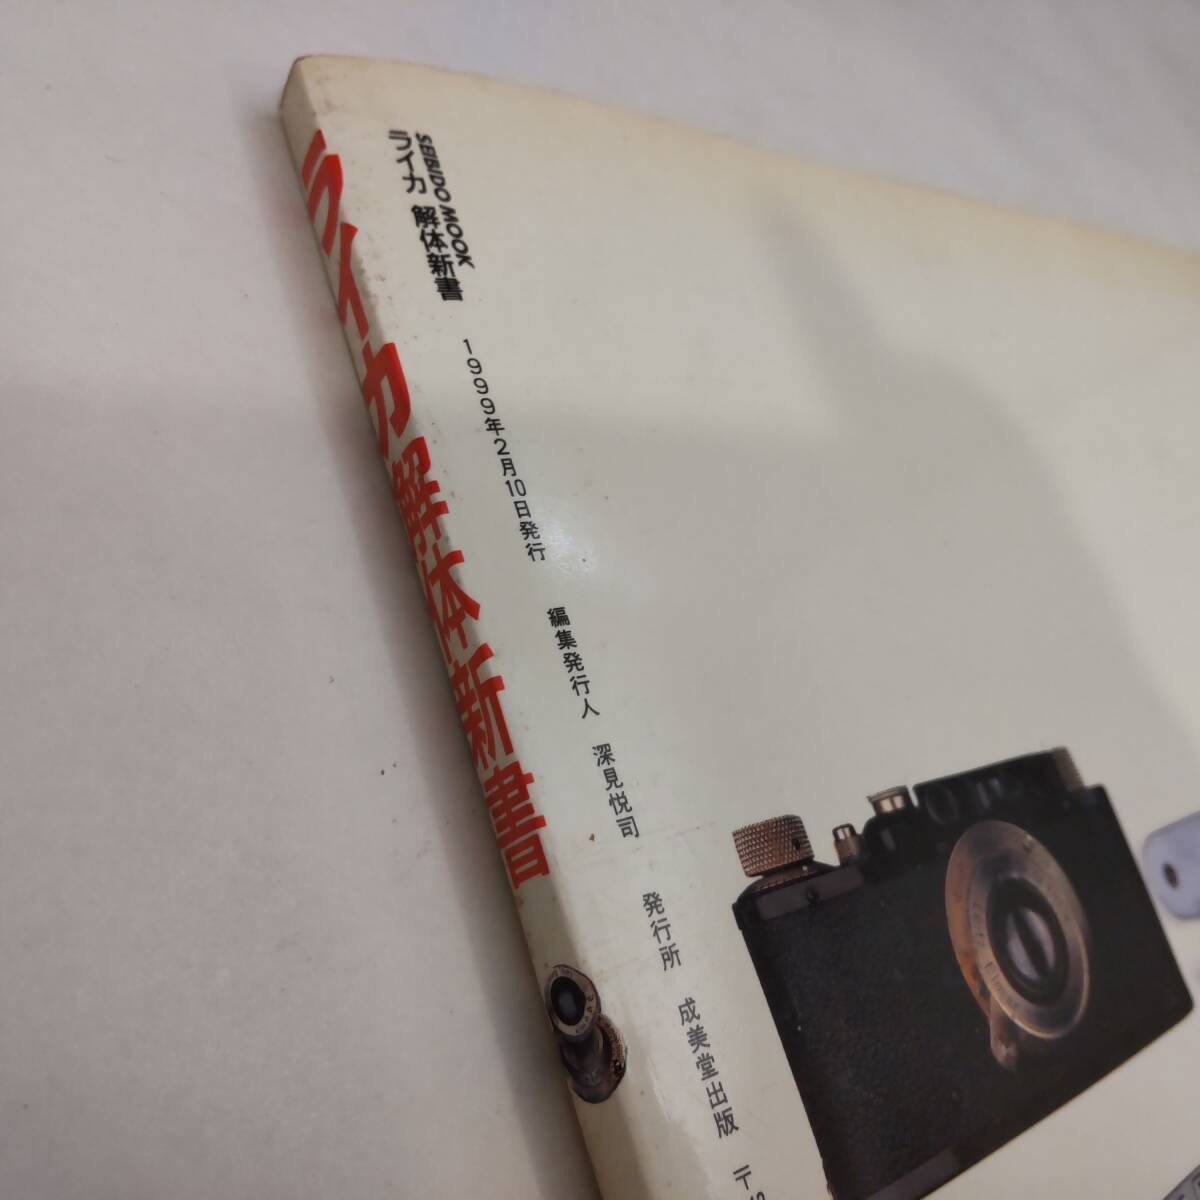 ライカ解体新書
SEIBIDO MOOK
ライカ 解体新書
1999年2月10日発行
編集発行人 深見悦司
発行所 成美堂出版 〒
Elmar